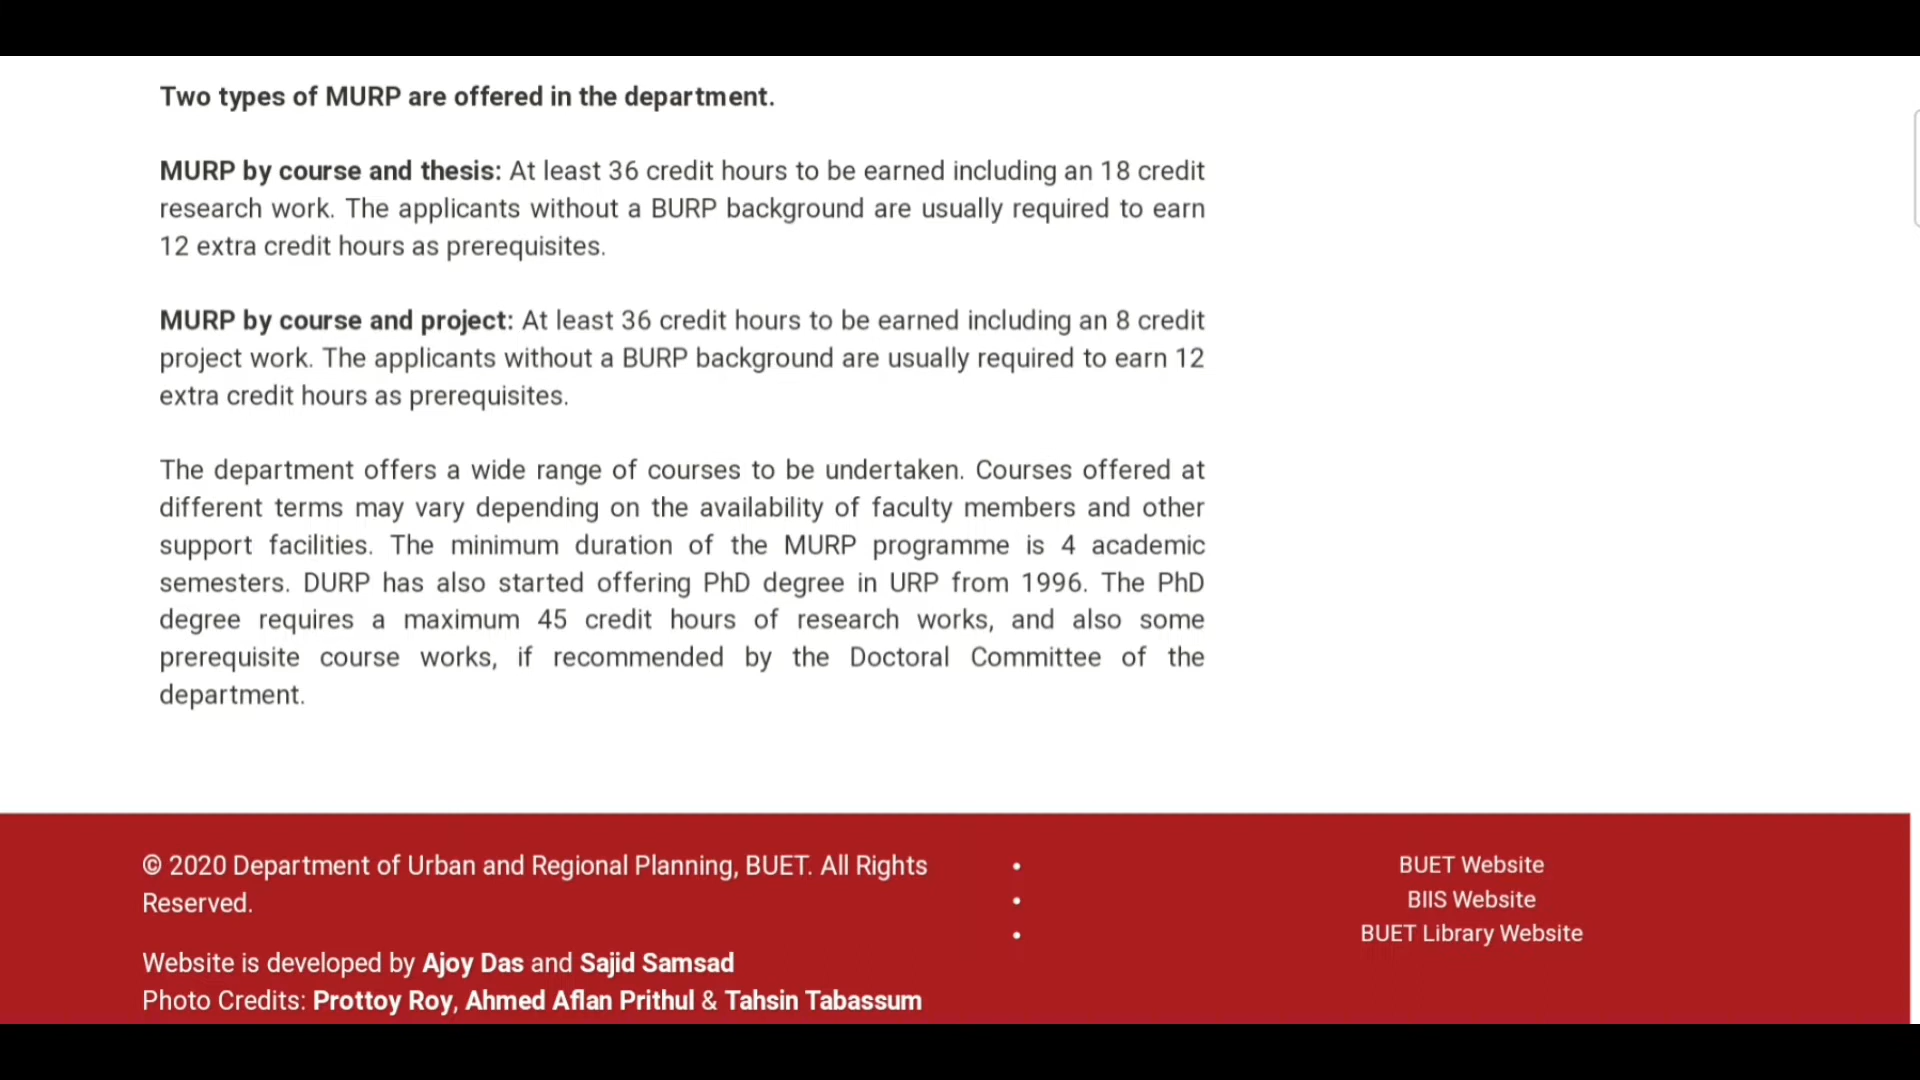 Two types of MURP are offered in the department.
MURP by course and thesis: At least 36 credit hours to be earned including an 18 credit
research work. The applicants without a BURP background are usually required to earn
12 extra credit hours as prerequisites.
MURP by course and project: At least 36 credit hours to be earned including an 8 credit
project work. The applicants without a BURP background are usually required to earn 12
extra credit hours as prerequisites.
The department offers a wide range of courses to be undertaken. Courses offered at
different terms may vary depending on the availability of faculty members and other
support facilities. The minimum duration of the MURP programme is 4 academic
semesters. DURP has also started offering PhD degree in URP from 1996. The PhD
degree requires a maximum 45 credit hours of research works, and also some
prerequisite course works, if recommended by the Doctoral Committee of the
department.
© 2020 Department of Urban and Regional Planning, BUET. All Rights
Reserved.
Website is developed by Ajoy Das and Sajid Samsad
Photo Credits: Prottoy Roy, Ahmed Aflan Prithul & Tahsin Tabassum
• BUET Website
• BIIS Website
• BUET Library Website